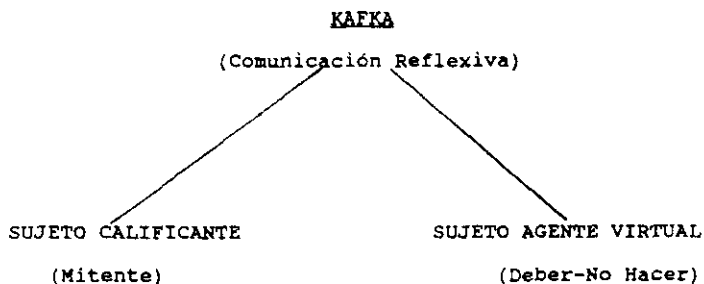 KAFKA
(Comunicación Reflexiva)
SUJETO CALIFICANTE SUJETO AGENTE VIRTUAL
(Mitente) (Deber-No Hacer)